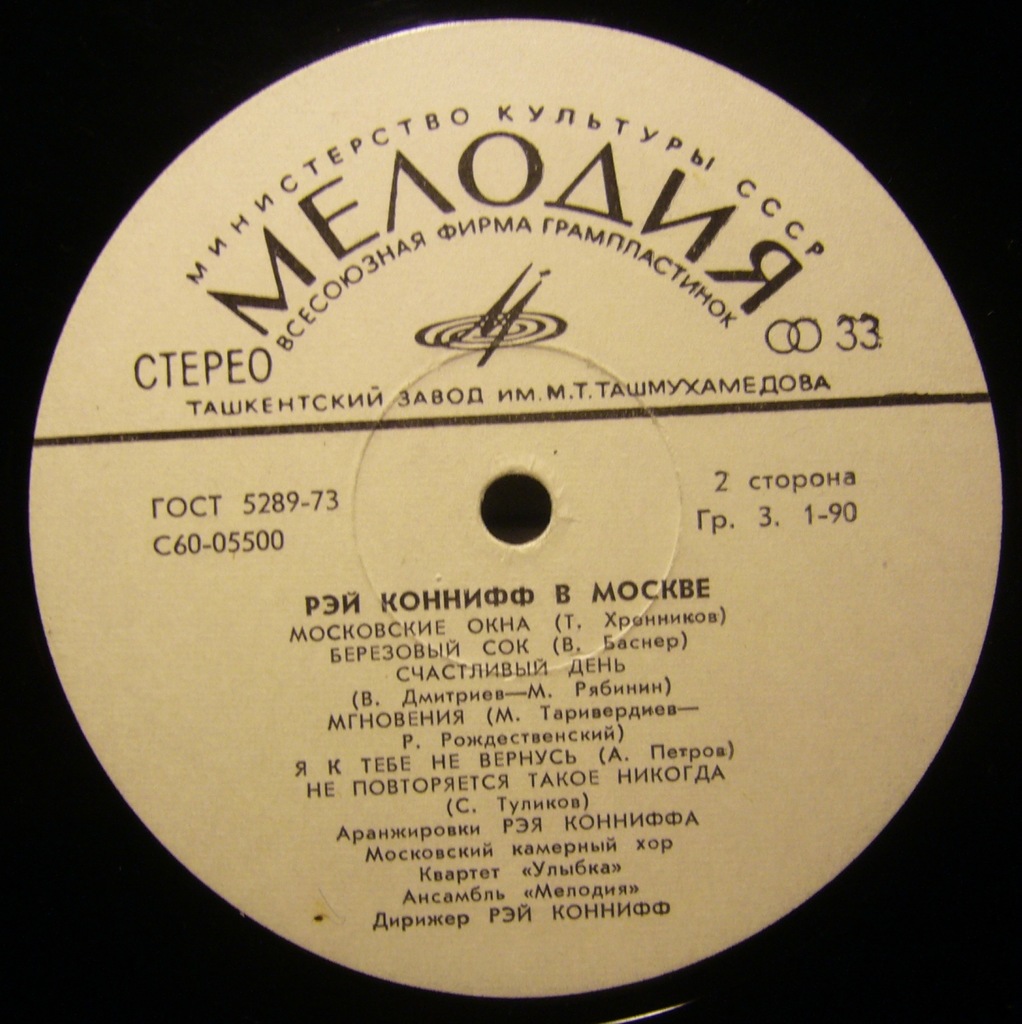 МИНИСТЕРСТВО КУЛЬТУРЫ СССР
МЕЛОДИЯ
ВСЕСОЮЗНАЯ ФИРМА ГРАМПЛАСТИНОК
СТЕРЕО
33
ТАШКЕНТСКИЙ ЗАВОД ИМ. М.Т. ТАШМУХАМЕДОВА
ГОСТ 5289-73
С60-05500
2 сторона
Гр. 3. 1-90
РЭЙ КОННИФФ В МОСКВЕ
МОСКОВСКИЕ ОКНА (Т. Хренников)
БЕРЕЗОВЫЙ СОК (В. Баснер)
СЧАСТЛИВЫЙ ДЕНЬ
(В. Дмитриев—М. Рябинин)
МГНОВЕНИЯ (М. Таривердиев—
Р. Рождественский)
Я К ТЕБЕ НЕ ВЕРНУСЬ (А. Петров)
НЕ ПОВТОРЯЕТСЯ ТАКОЕ НИКОГДА
(С. Туликов)
Аранжировки РЭЯ КОННИФФА
Московский камерный хор
Квартет «Улыбка»
Ансамбль «Мелодия»
Дирижер РЭЙ КОННИФФ